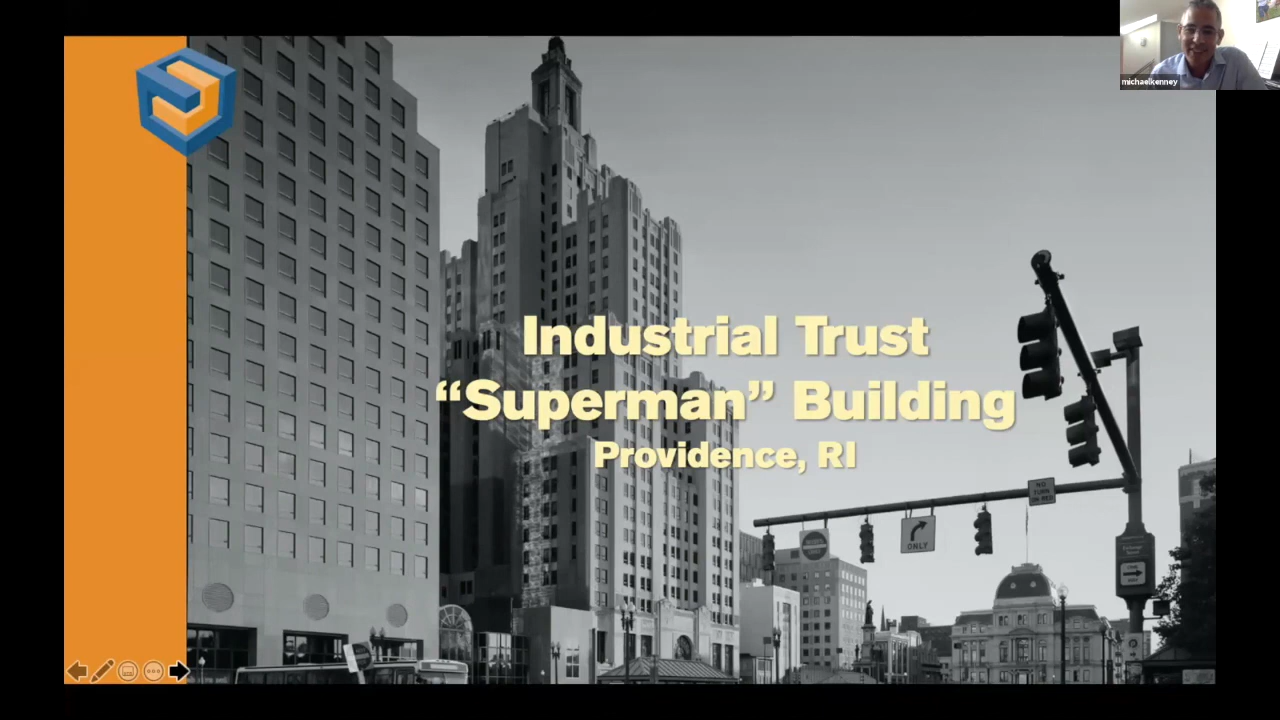 michaelkenney
Industrial Trust
“Superman” Building
Providence, RI
NO
TURN
ON RED
ONLY